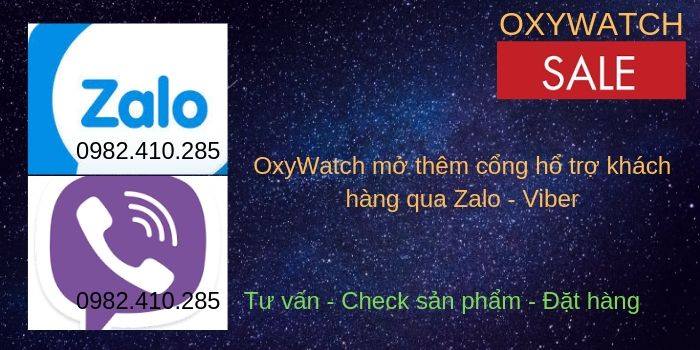 OXYWATCH
SALE
Zalo
0982.410.285
OxyWatch mở thêm cổng hổ trợ khách
hàng qua Zalo - Viber
0982.410.285
Tư vấn - Check sản phẩm - Đặt hàng